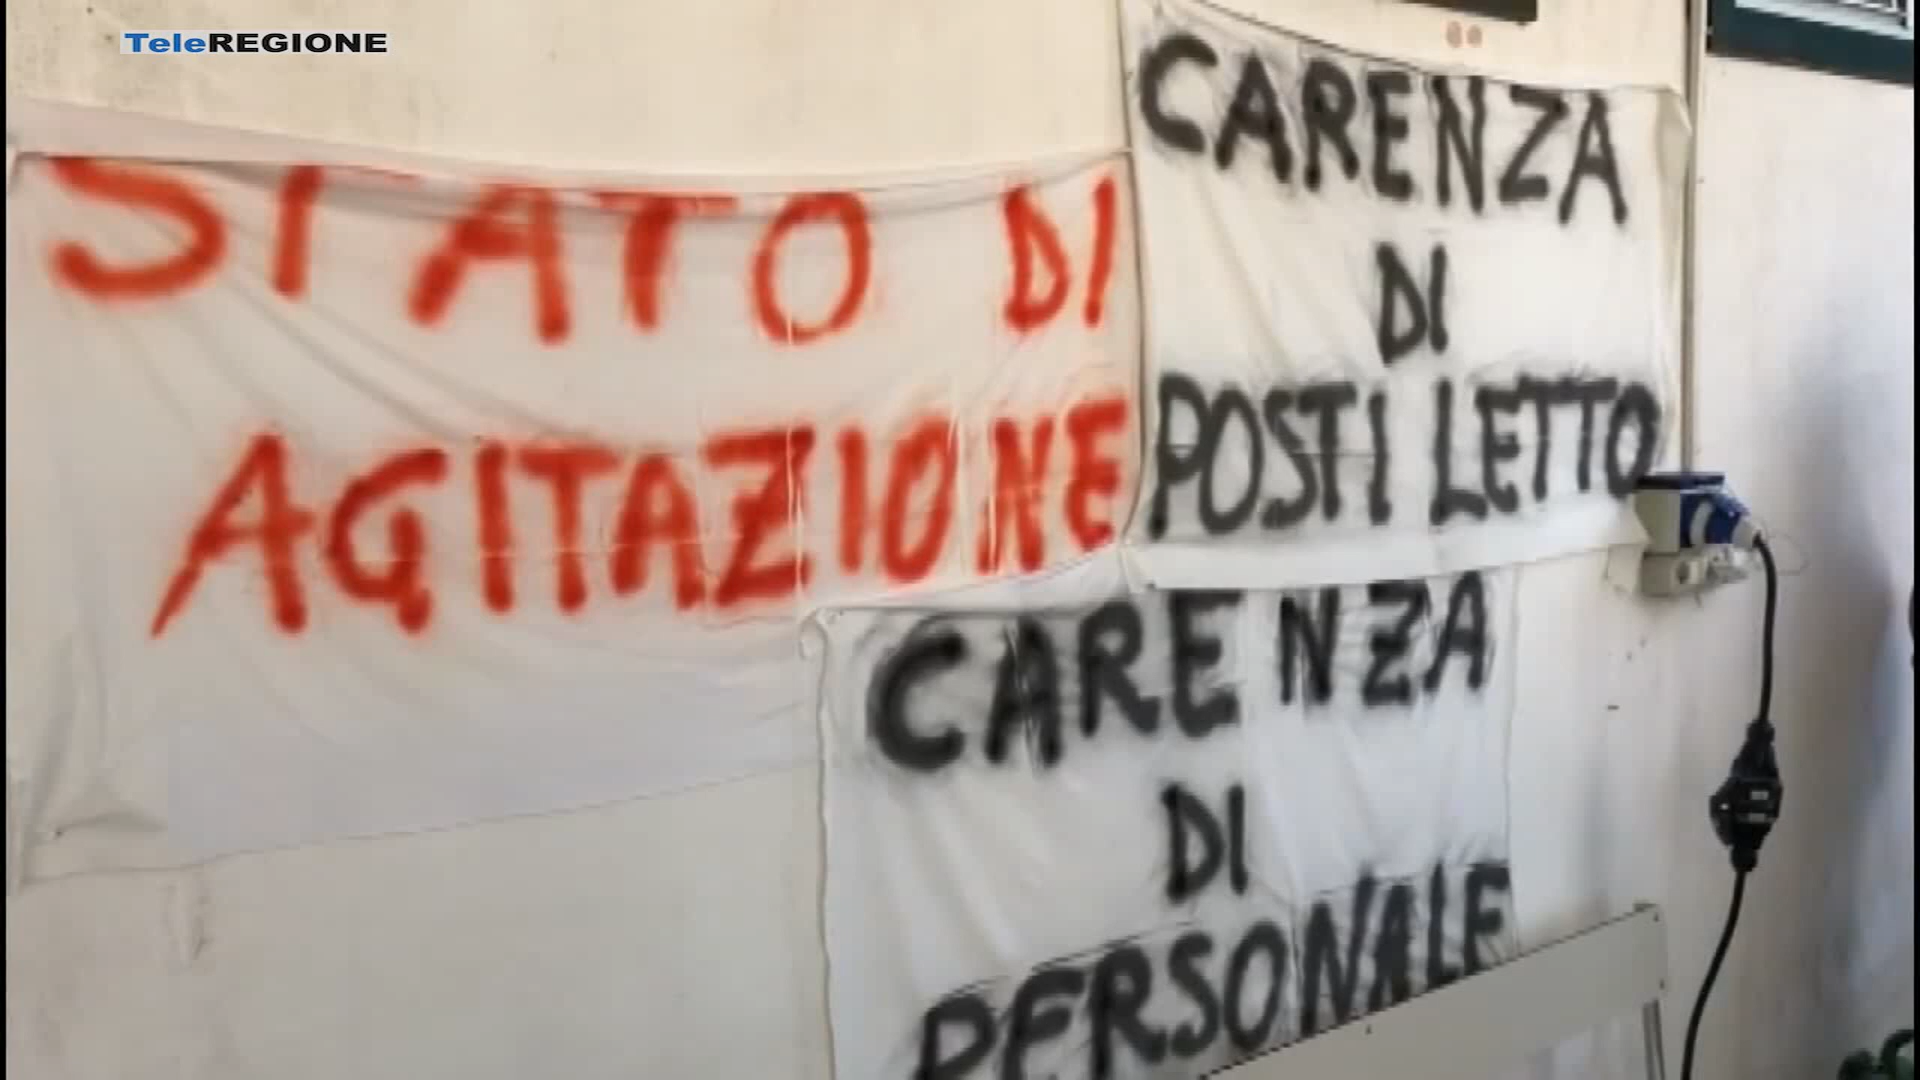 TeleREGIONE
STATO DI
AGITAZIONE
CARENZA
DI
POSTI LETTO
CARENZA
DI
PERSONALE